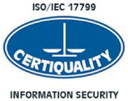 ISO/IEC 17799
CERTIQUALITY
INFORMATION SECURITY